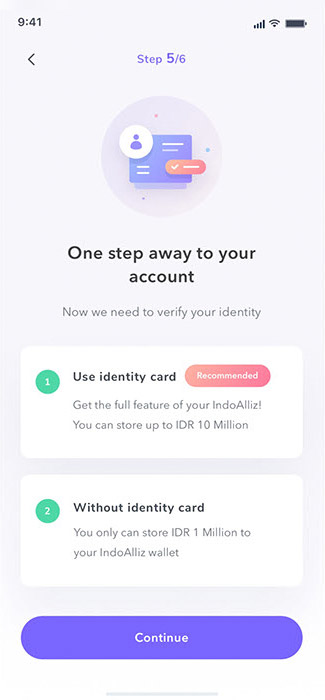 9:41
Step 5/6
One step away to your
account
Now we need to verify your identity
1
Use identity card
Recommended
Get the full feature of your IndoAlliz!
You can store up to IDR 10 Million
2
Without identity card
You only can store IDR 1 Million to
your IndoAlliz wallet
Continue